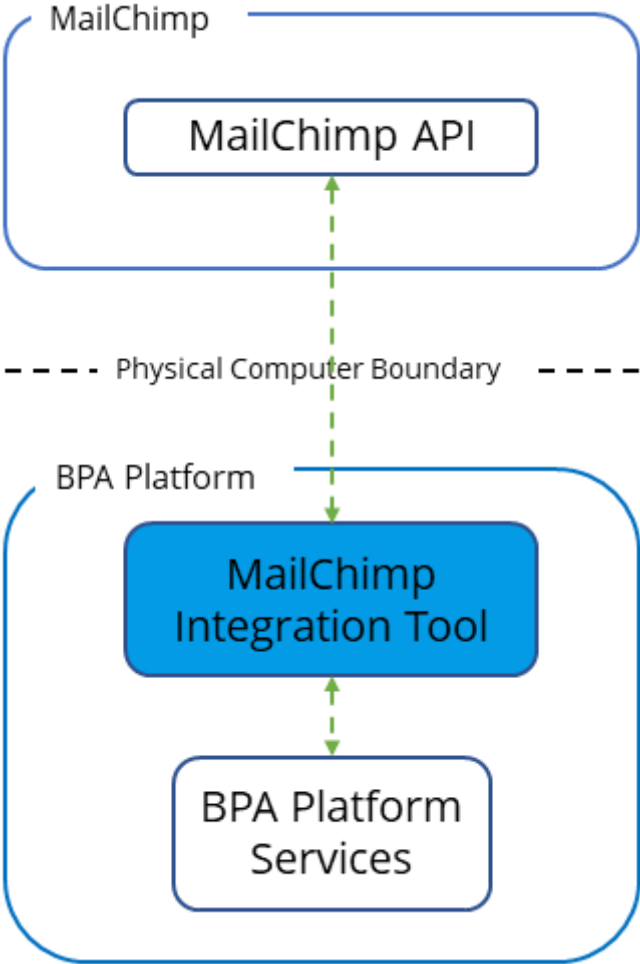 MailChimp
MailChimp API
Physical Computer Boundary
BPA Platform
MailChimp
Integration Tool
BPA Platform
Services